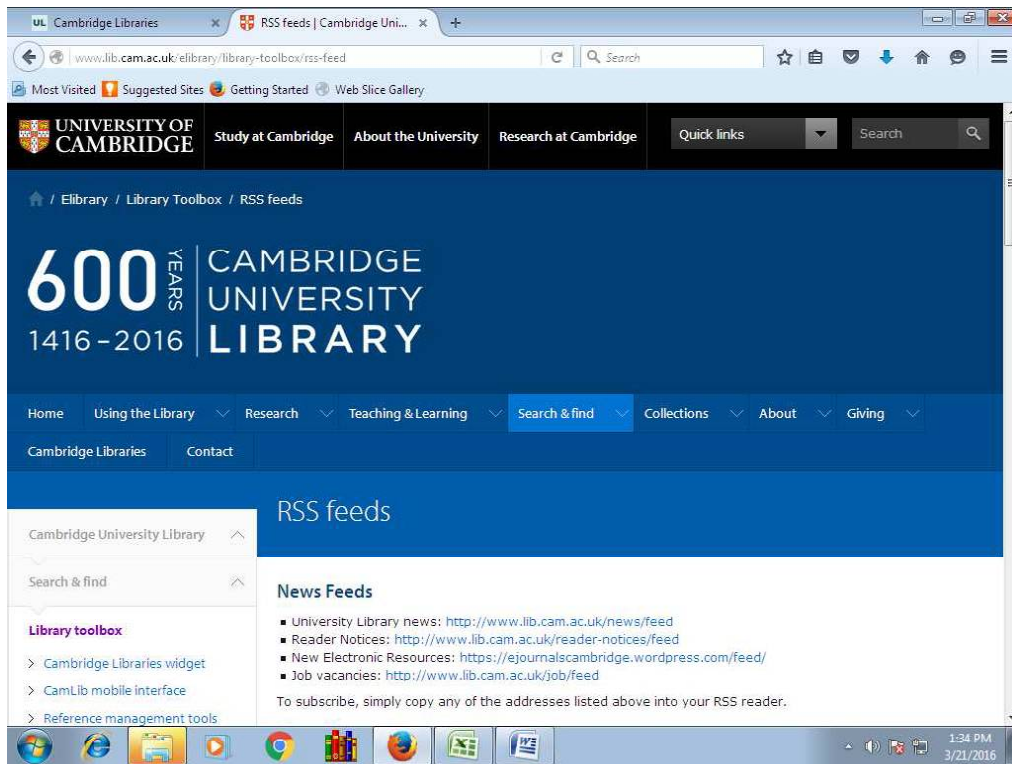 UL Cambridge Libraries
RSS feeds | Cambridge Uni...
www.lib.cam.ac.uk/elibrary/library-toolbox/rss-feed
Search
Most Visited Suggested Sites Getting Started Web Slice Gallery
UNIVERSITY OF
CAMBRIDGE
Study at Cambridge About the University Research at Cambridge Quick links Search
/ Elibrary / Library Toolbox / RSS feeds
600 YEARS
1416-2016
CAMBRIDGE
UNIVERSITY
LIBRARY
Home Using the Library Research Teaching & Learning Search & find Collections About Giving
Cambridge Libraries Contact
RSS feeds
Cambridge University Library
Search & find
Library toolbox
> Cambridge Libraries widget
> CamLib mobile interface
> Reference management tools
News Feeds
▪ University Library news: http://www.lib.cam.ac.uk/news/feed
▪ Reader Notices: http://www.lib.cam.ac.uk/reader-notices/feed
▪ New Electronic Resources: https://ejournalscambridge.wordpress.com/feed/
▪ Job vacancies: http://www.lib.cam.ac.uk/job/feed
To subscribe, simply copy any of the addresses listed above into your RSS reader.
1:34 PM
3/21/2016